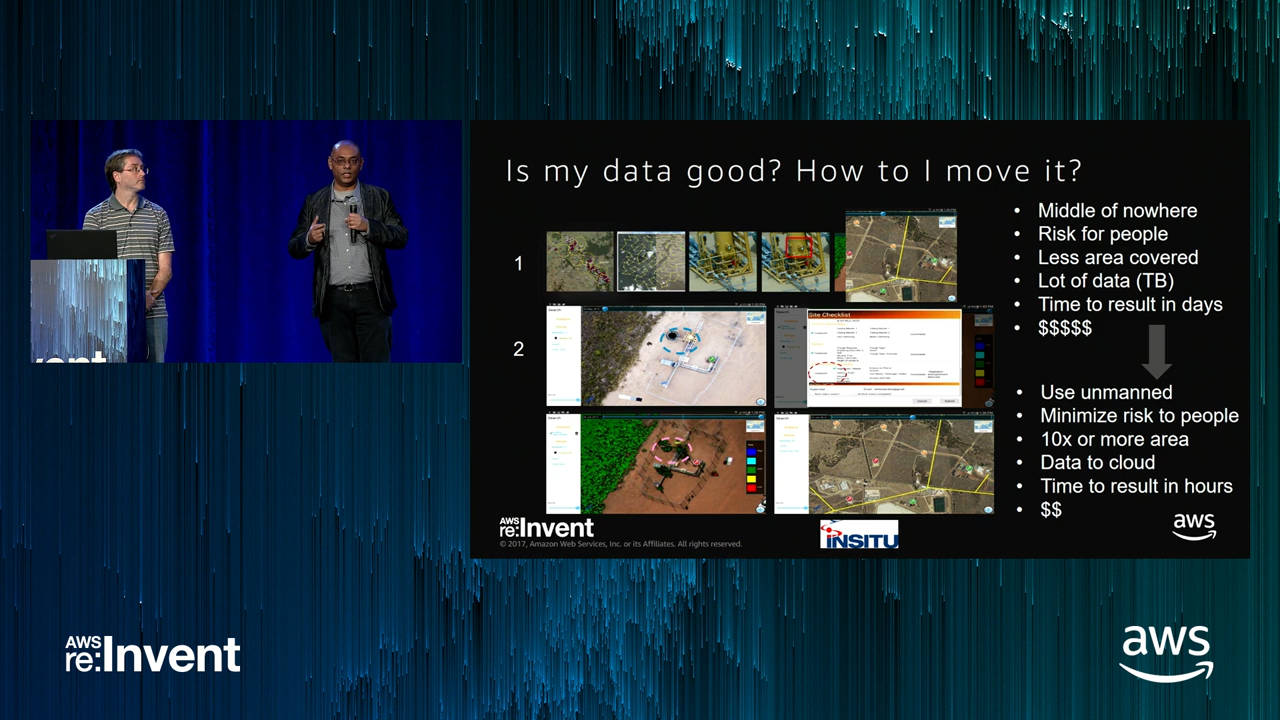 Is my data good? How to I move it?
1
2
Site Checklist
• Middle of nowhere
• Risk for people
• Less area covered
• Lot of data (TB)
• Time to result in days
• $$$$$
• Use unmanned
• Minimize risk to people
• 10x or more area
• Data to cloud
• Time to result in hours
• $$
AWS
re:Invent
© 2017, Amazon Web Services, Inc. or its Affiliates. All rights reserved.
INSITU
aws
AWS
re:Invent
aws